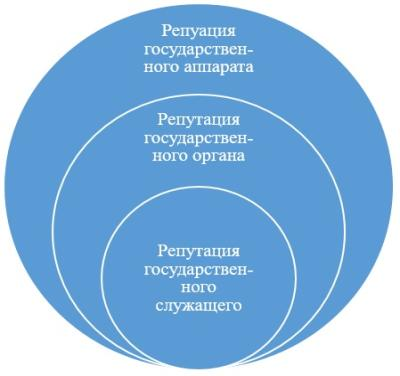 Репуация
государствен-
ного аппарата
Репутация
государствен-
ного органа
Репутация
государствен-
ного
служащего